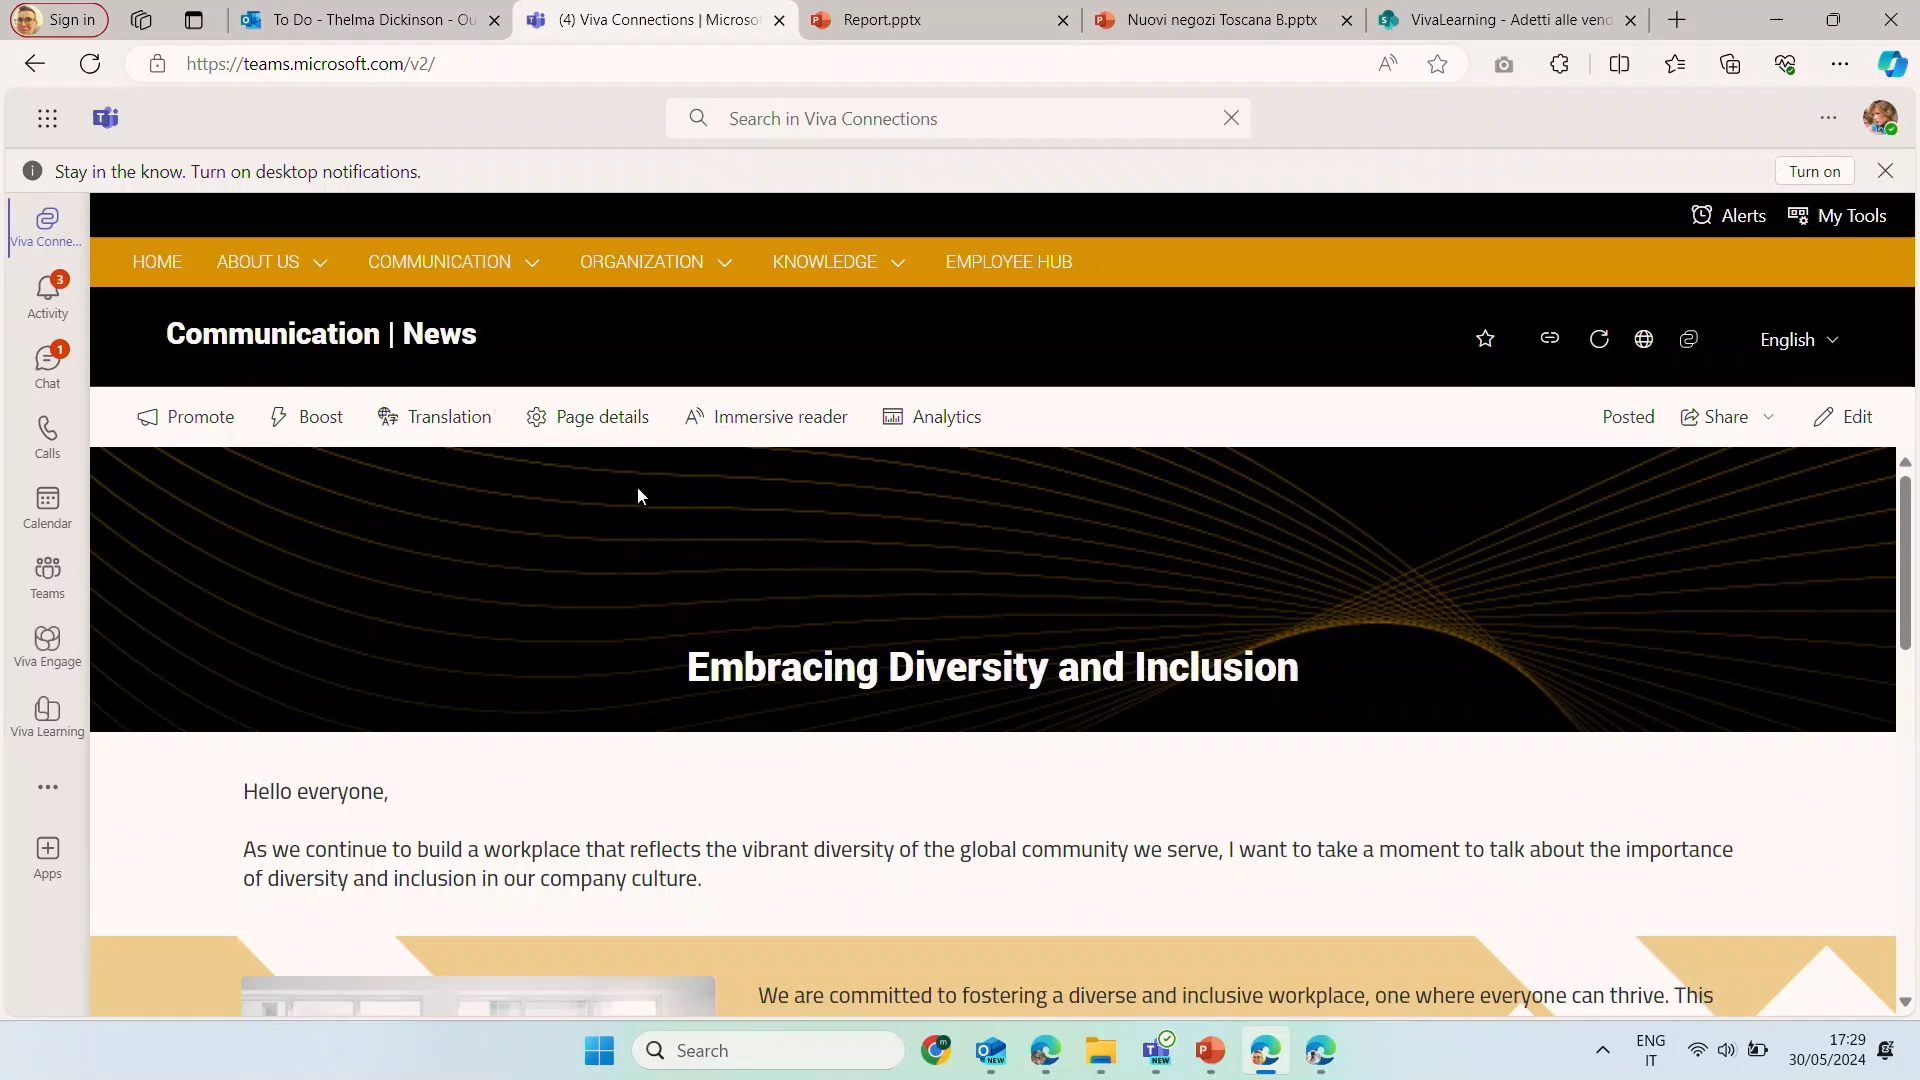 Sign in
To Do - Thelma Dickinson - Ou
(4) Viva Connections | Microsof
Report.pptx
Nuovi negozi Toscana B.pptx
VivaLearning - Adetti alle vend
https://teams.microsoft.com/v2/
Search in Viva Connections
Stay in the know. Turn on desktop notifications.
Turn on
Viva Conne...
Alerts
My Tools
HOME
ABOUT US
COMMUNICATION
ORGANIZATION
KNOWLEDGE
EMPLOYEE HUB
3
Activity
Communication | News
English
1
Chat
Promote
Boost
Translation
Page details
Immersive reader
Analytics
Posted
Share
Edit
Calls
Calendar
Teams
Viva Engage
Embracing Diversity and Inclusion
Viva Learning
Hello everyone,
As we continue to build a workplace that reflects the vibrant diversity of the global community we serve, I want to take a moment to talk about the importance
of diversity and inclusion in our company culture.
Apps
We are committed to fostering a diverse and inclusive workplace, one where everyone can thrive. This
Search
NEW
NEW
ENG
IT
17:29
30/05/2024